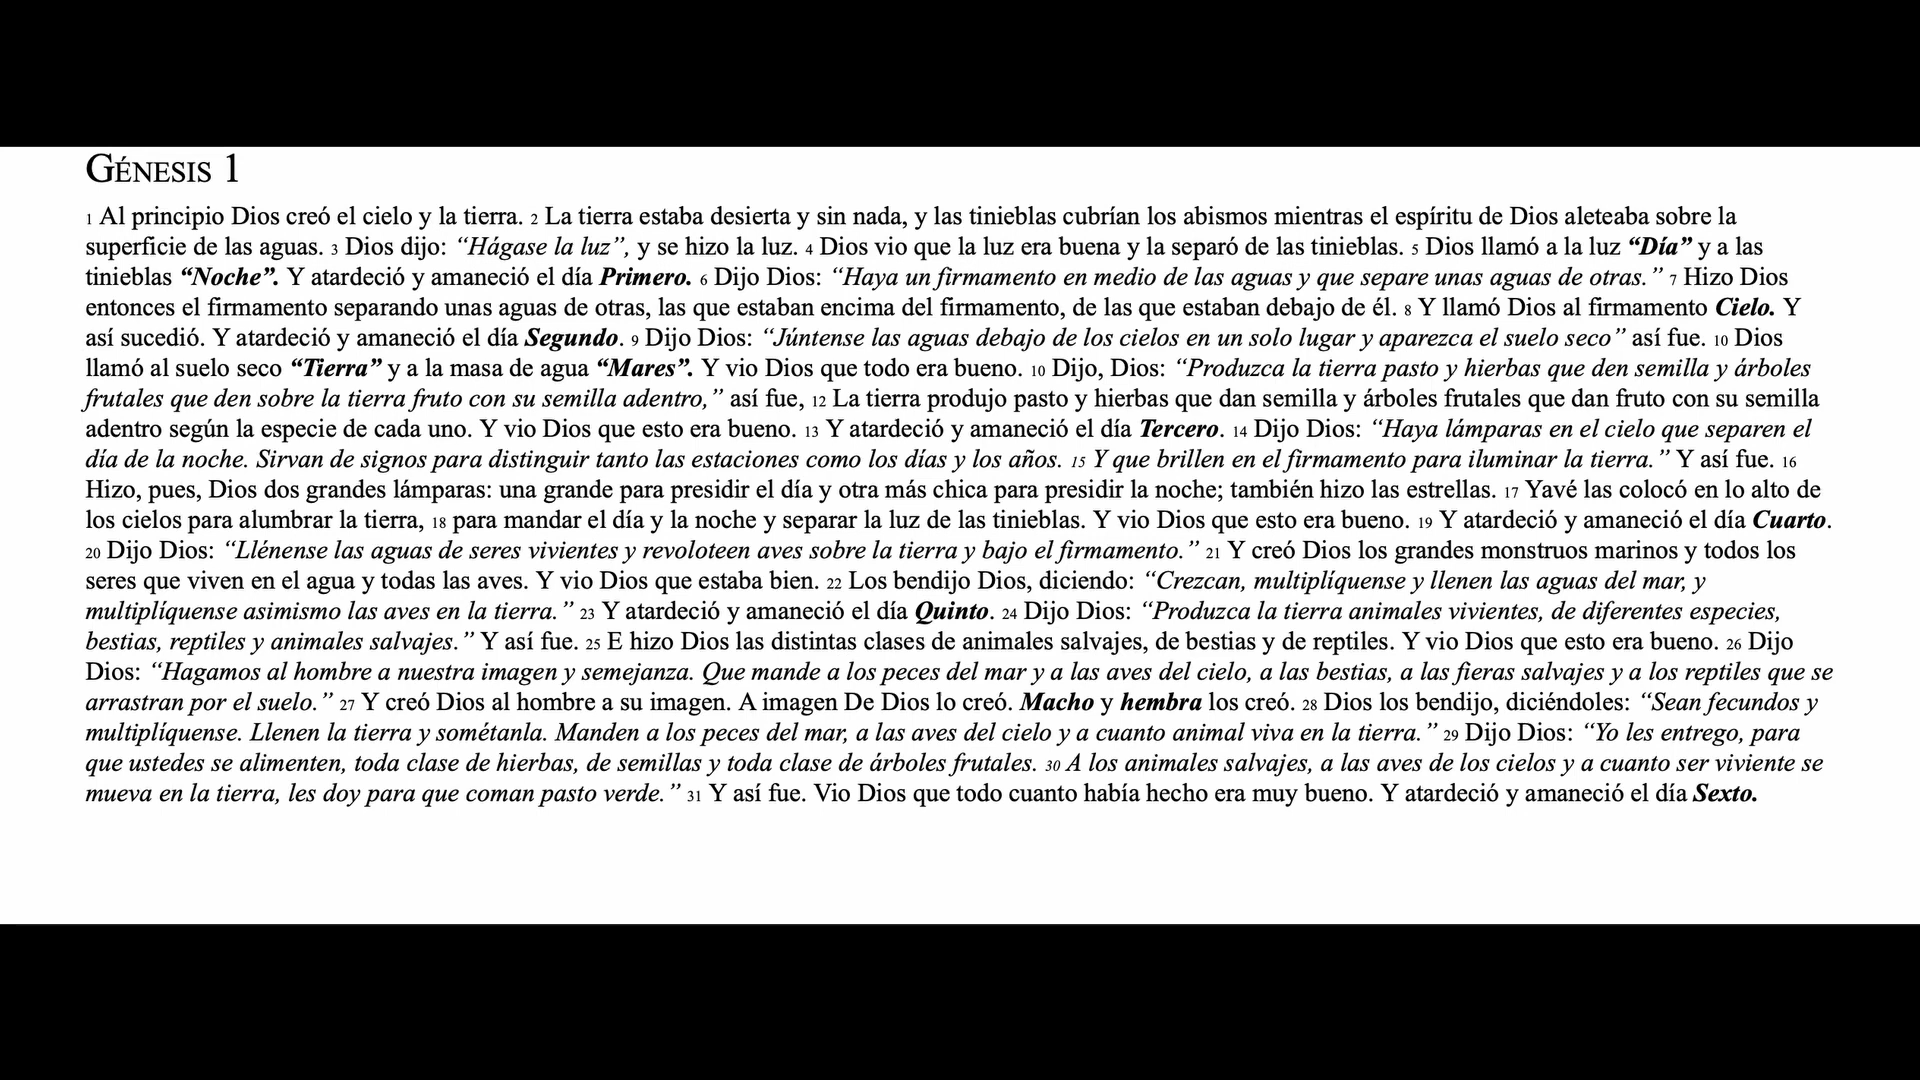 GÉNESIS 1
1 Al principio Dios creó el cielo y la tierra. 2 La tierra estaba desierta y sin nada, y las tinieblas cubrían los abismos mientras el espíritu de Dios aleteaba sobre la
superficie de las aguas. 3 Dios dijo: “Hágase la luz”, y se hizo la luz. 4 Dios vio que la luz era buena y la separó de las tinieblas. 5 Dios llamó a la luz “Día” y a las
tinieblas “Noche”. Y atardeció y amaneció el día Primero. 6 Dijo Dios: “Haya un firmamento en medio de las aguas y que separe unas aguas de otras.” 7 Hizo Dios
entonces el firmamento separando unas aguas de otras, las que estaban encima del firmamento, de las que estaban debajo de él. 8 Y llamó Dios al firmamento Cielo. Y
así sucedió. Y atardeció y amaneció el día Segundo. 9 Dijo Dios: “Júntense las aguas debajo de los cielos en un solo lugar y aparezca el suelo seco” así fue. 10 Dios
llamó al suelo seco “Tierra” y a la masa de agua “Mares”. Y vio Dios que todo era bueno. 10 Dijo, Dios: “Produzca la tierra pasto y hierbas que den semilla y árboles
frutales que den sobre la tierra fruto con su semilla adentro,” así fue, 12 La tierra produjo pasto y hierbas que dan semilla y árboles frutales que dan fruto con su semilla
adentro según la especie de cada uno. Y vio Dios que esto era bueno. 13 Y atardeció y amaneció el día Tercero. 14 Dijo Dios: “Haya lámparas en el cielo que separen el
día de la noche. Sirvan de signos para distinguir tanto las estaciones como los días y los años. 15 Y que brillen en el firmamento para iluminar la tierra.” Y así fue. 16
Hizo, pues, Dios dos grandes lámparas: una grande para presidir el día y otra más chica para presidir la noche; también hizo las estrellas. 17 Yavé las colocó en lo alto de
los cielos para alumbrar la tierra, 18 para mandar el día y la noche y separar la luz de las tinieblas. Y vio Dios que esto era bueno. 19 Y atardeció y amaneció el día Cuarto.
20 Dijo Dios: “Llénense las aguas de seres vivientes y revoloteen aves sobre la tierra y bajo el firmamento.” 21 Y creó Dios los grandes monstruos marinos y todos los
seres que viven en el agua y todas las aves. Y vio Dios que estaba bien. 22 Los bendijo Dios, diciendo: “Crezcan, multiplíquense y llenen las aguas del mar, y
multiplíquense asimismo las aves en la tierra.” 23 Y atardeció y amaneció el día Quinto. 24 Dijo Dios: “Produzca la tierra animales vivientes, de diferentes especies,
bestias, reptiles y animales salvajes.” Y así fue. 25 E hizo Dios las distintas clases de animales salvajes, de bestias y de reptiles. Y vio Dios que esto era bueno. 26 Dijo
Dios: “Hagamos al hombre a nuestra imagen y semejanza. Que mande a los peces del mar y a las aves del cielo, a las bestias, a las fieras salvajes y a los reptiles que se
arrastran por el suelo.” 27 Y creó Dios al hombre a su imagen. A imagen De Dios lo creó. Macho y hembra los creó. 28 Dios los bendijo, diciéndoles: “Sean fecundos y
multiplíquense. Llenen la tierra y sométanla. Manden a los peces del mar, a las aves del cielo y a cuanto animal viva en la tierra.” 29 Dijo Dios: “Yo les entrego, para
que ustedes se alimenten, toda clase de hierbas, de semillas y toda clase de árboles frutales. 30 A los animales salvajes, a las aves de los cielos y a cuanto ser viviente se
mueva en la tierra, les doy para que coman pasto verde.” 31 Y así fue. Vio Dios que todo cuanto había hecho era muy bueno. Y atardeció y amaneció el día Sexto.